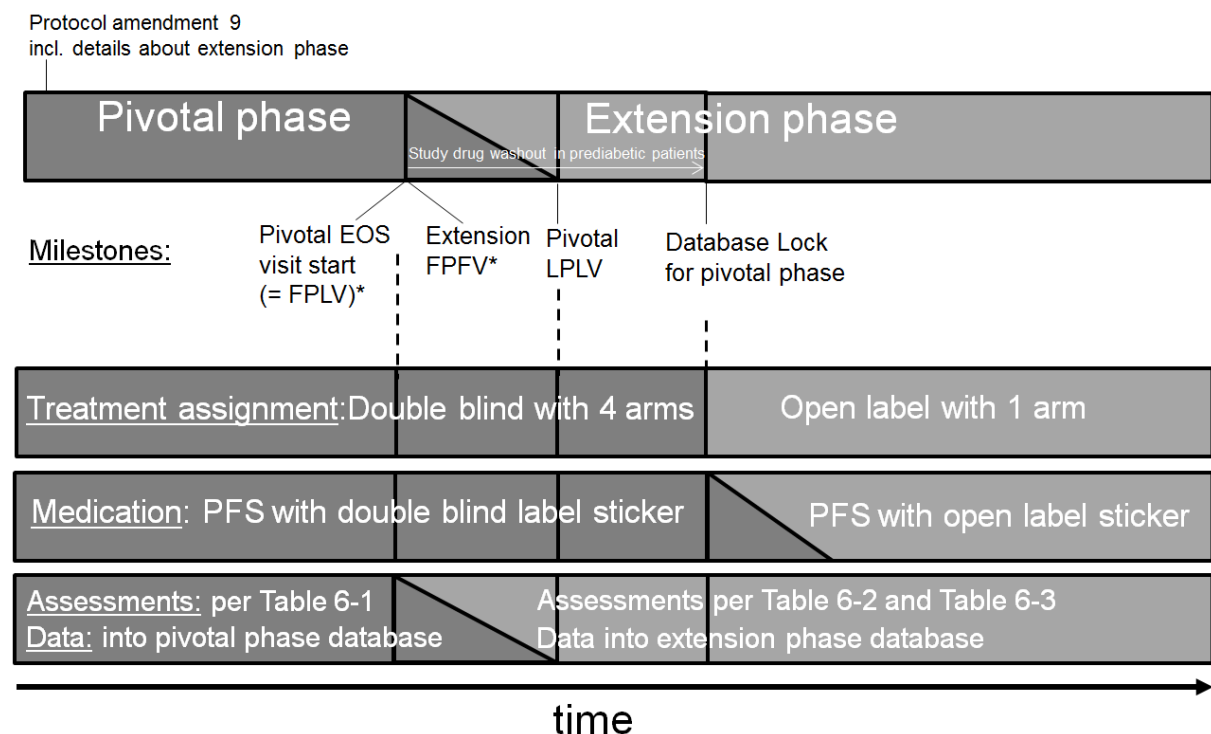 Protocol amendment 9
incl. details about extension phase
Pivotal phase
Extension phase
Study drug washout in prediabetic patients
Milestones:
Pivotal EOS
visit start
(= FPLV)*
Extension
FPFV*
Pivotal
LPLV
Database Lock
for pivotal phase
Treatment assignment:Double blind with 4 arms
Open label with 1 arm
Medication: PFS with double blind label sticker
PFS with open label sticker
Assessments: per Table 6-1
Data: into pivotal phase database
Assessments per Table 6-2 and Table 6-3
Data into extension phase database
time